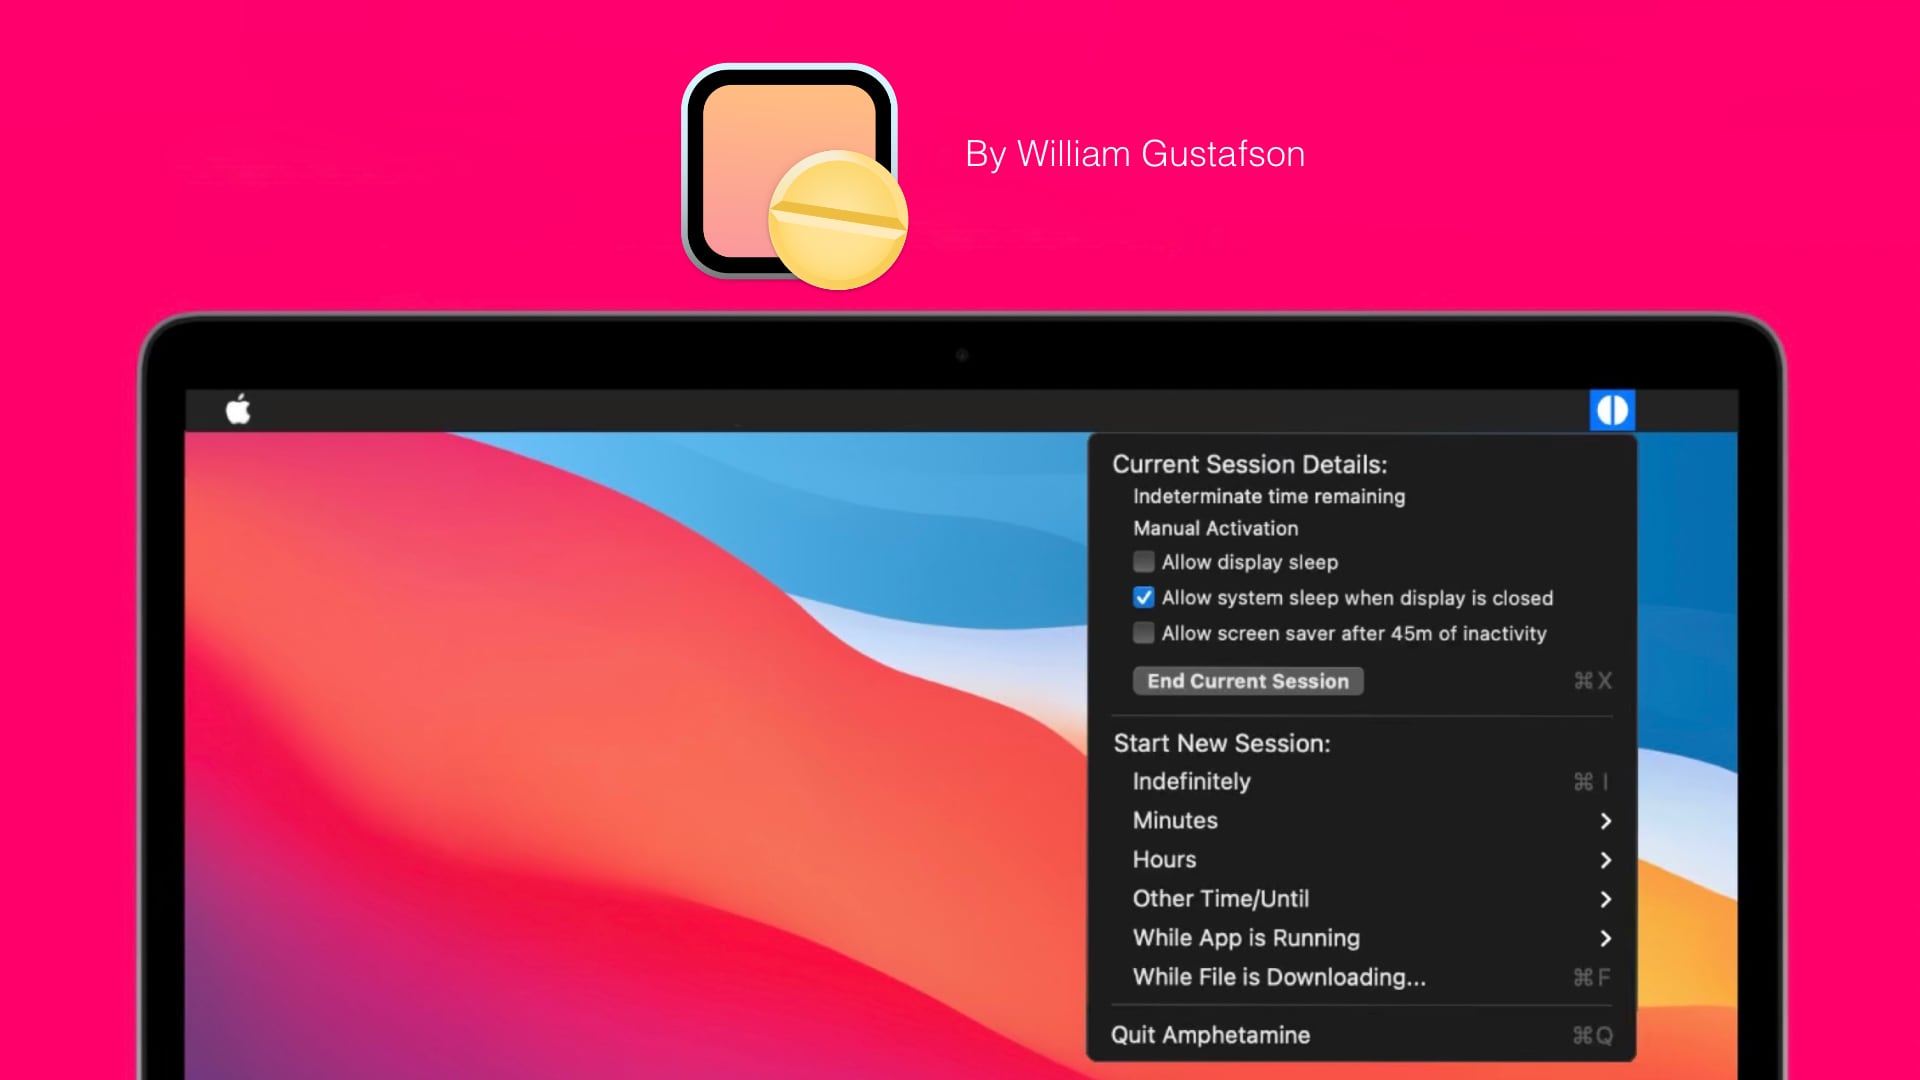 By William Gustafson
Current Session Details:
Indeterminate time remaining
Manual Activation
Allow display sleep
Allow system sleep when display is closed
Allow screen saver after 45m of inactivity
End Current Session ⌘X
Start New Session:
Indefinitely ⌘ I
Minutes
Hours
Other Time/Until
While App is Running
While File is Downloading... ⌘F
Quit Amphetamine ⌘Q